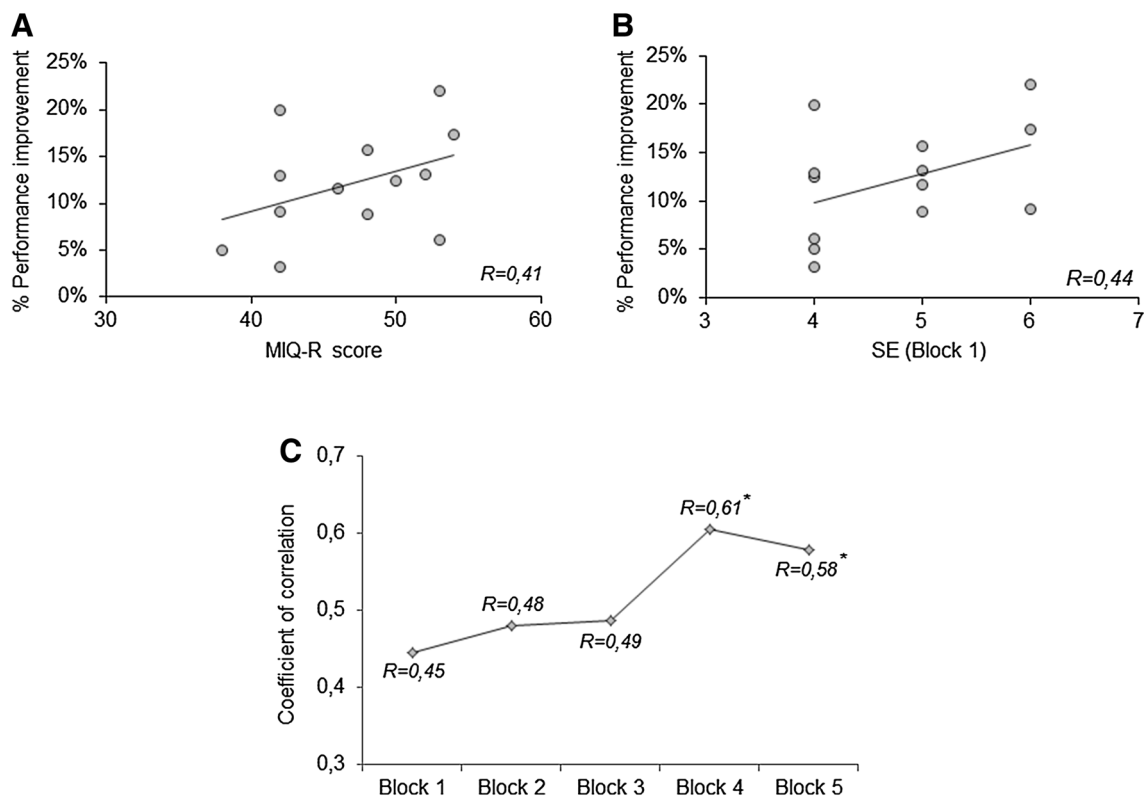 A
% Performance improvement
25%
20%
15%
10%
5%
0%
30
40
50
60
MIQ-R score
R=0,41
B
% Performance improvement
25%
20%
15%
10%
5%
0%
3
4
5
6
7
SE (Block 1)
R=0,44
C
Coefficient of correlation
0,7
0,6
0,5
0,4
0,3
R=0,45
R=0,48
R=0,49
R=0,61*
R=0,58*
Block 1
Block 2
Block 3
Block 4
Block 5